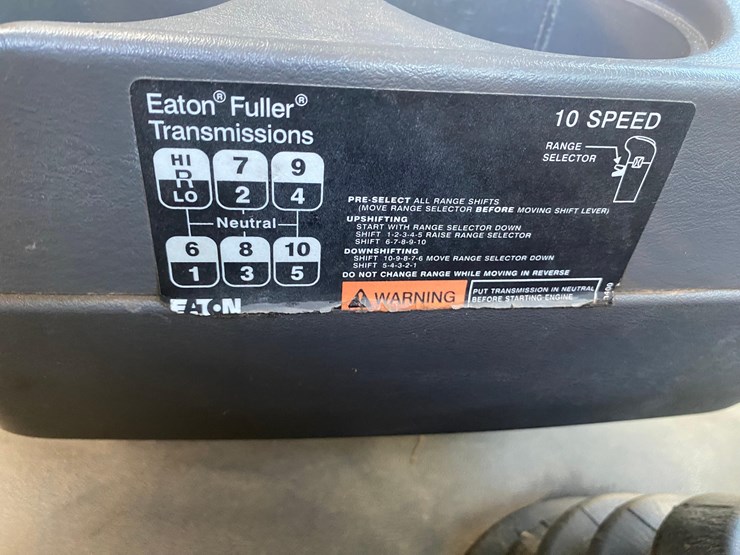 Eaton® Fuller®
Transmissions
10 SPEED
RANGE
SELECTOR
HI 7 9
R
LO 2 4
Neutral
6 8 10
1 3 5
PRE-SELECT ALL RANGE SHIFTS
(MOVE RANGE SELECTOR BEFORE MOVING SHIFT LEVER)
UPSHIFTING
START WITH RANGE SELECTOR DOWN
SHIFT 1-2-3-4-5 RAISE RANGE SELECTOR
SHIFT 6-7-8-9-10
DOWNSHIFTING
SHIFT 10-9-8-7-6 MOVE RANGE SELECTOR DOWN
SHIFT 5-4-3-2-1
DO NOT CHANGE RANGE WHILE MOVING IN REVERSE
WARNING
PUT TRANSMISSION IN NEUTRAL
BEFORE STARTING ENGINE
EAT•N